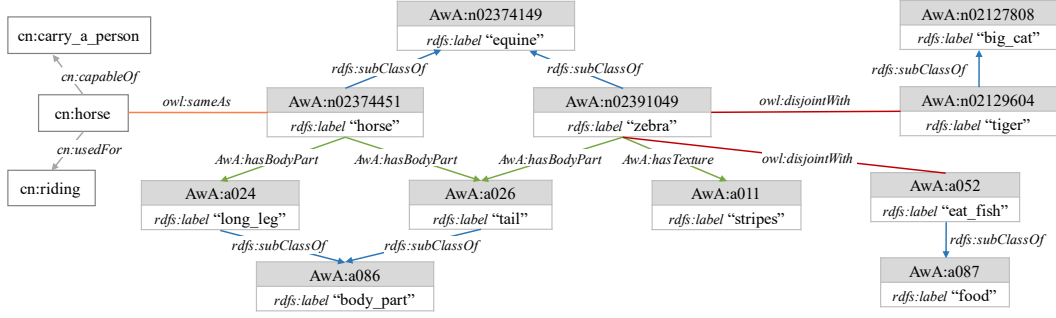 AwA:n02374149
rdfs:label “equine”
AwA:n02127808
rdfs:label “big_cat”
cn:carry_a_person
cn:capableOf
rdfs:subClassOf
rdfs:subClassOf
rdfs:subClassOf
cn:horse
owl:sameAs
AwA:n02374451
rdfs:label “horse”
AwA:n02391049
rdfs:label “zebra”
owl:disjointWith
AwA:n02129604
rdfs:label “tiger”
cn:usedFor
cn:riding
AwA:hasBodyPart
AwA:hasBodyPart
AwA:hasBodyPart
AwA:hasTexture
owl:disjointWith
AwA:a024
rdfs:label “long_leg”
AwA:a026
rdfs:label “tail”
AwA:a011
rdfs:label “stripes”
AwA:a052
rdfs:label “eat_fish”
rdfs:subClassOf
rdfs:subClassOf
rdfs:subClassOf
AwA:a086
rdfs:label “body_part”
AwA:a087
rdfs:label “food”